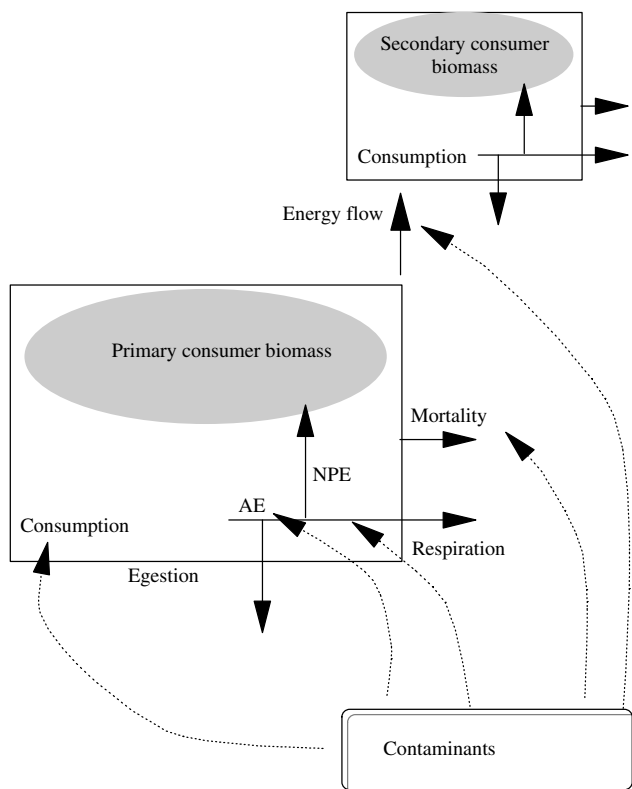 Secondary consumer
biomass
Consumption
Energy flow
Primary consumer biomass
Mortality
NPE
AE
Consumption
Respiration
Egestion
Contaminants